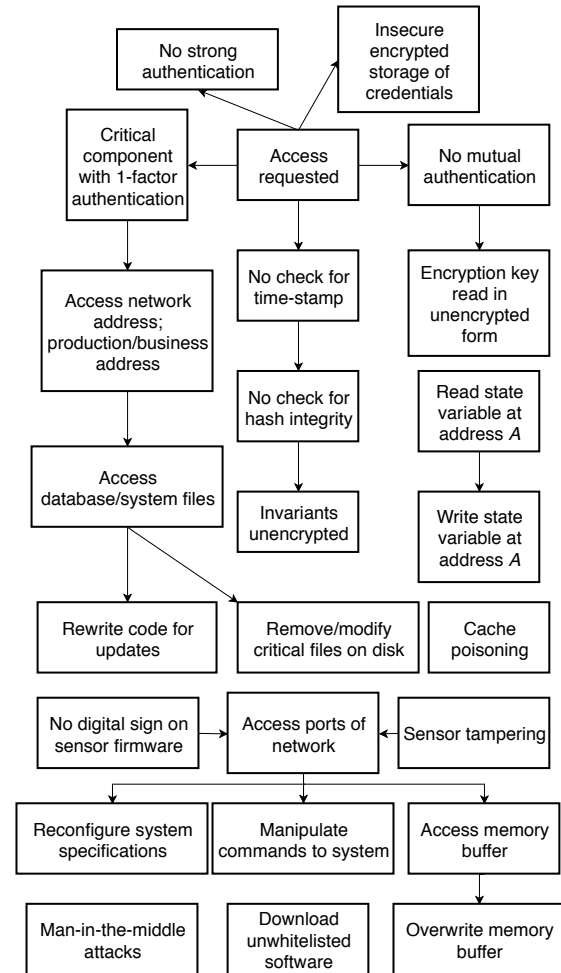 No strong
authentication
Insecure
encrypted
storage of
credentials
Critical
component
with 1-factor
authentication
Access
requested
No mutual
authentication
Access network
address;
production/business
address
No check for
time-stamp
Encryption key
read in
unencrypted
form
No check for
hash integrity
Read state
variable at
address A
Access
database/system files
Invariants
unencrypted
Write state
variable at
address A
Rewrite code for
updates
Remove/modify
critical files on disk
Cache
poisoning
No digital sign on
sensor firmware
Access ports of
network
Sensor tampering
Reconfigure system
specifications
Manipulate
commands to system
Access memory
buffer
Man-in-the-middle
attacks
Download
unwhitelisted
software
Overwrite memory
buffer